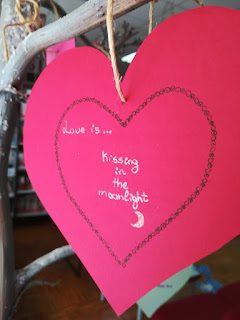 Love is...
Kissing
in
the
moonlight